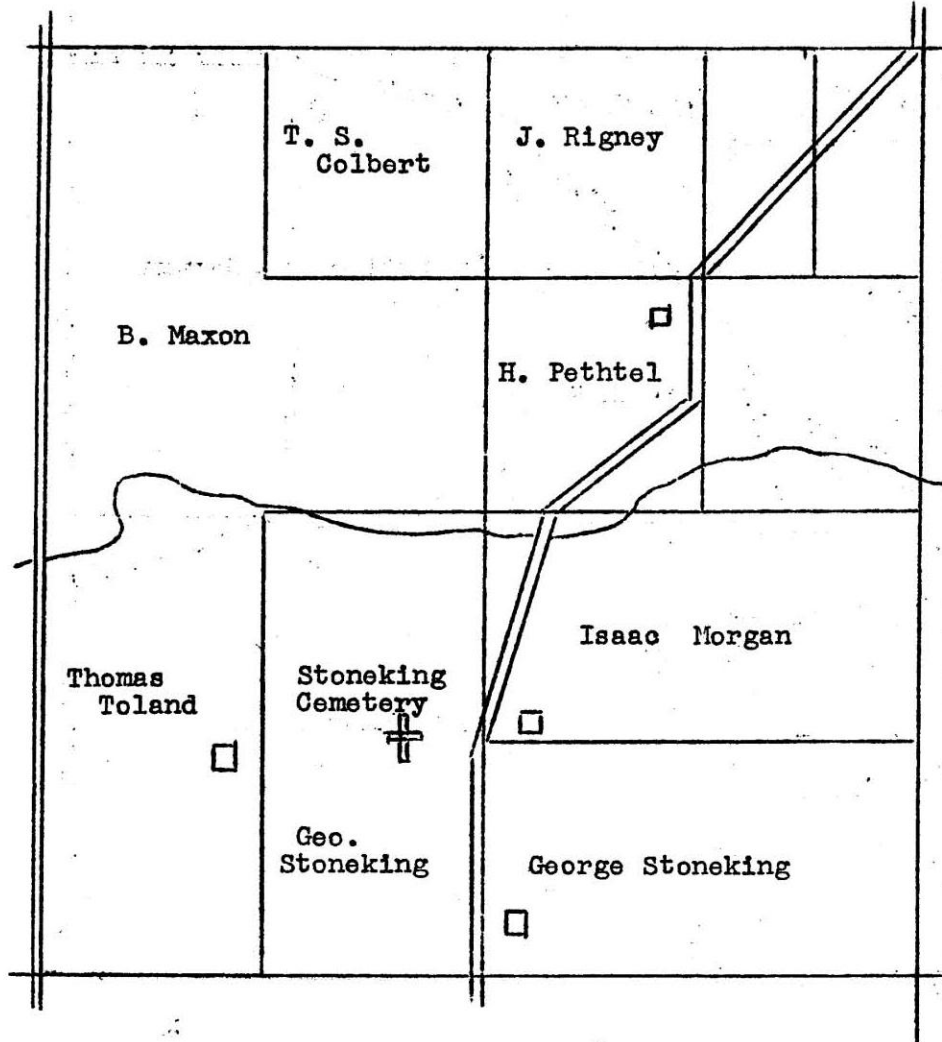 T. S.
Colbert
J. Rigney
B. Maxon
H. Pethtel
Isaac Morgan
Thomas
Toland
Stoneking
Cemetery
Geo.
Stoneking
George Stoneking